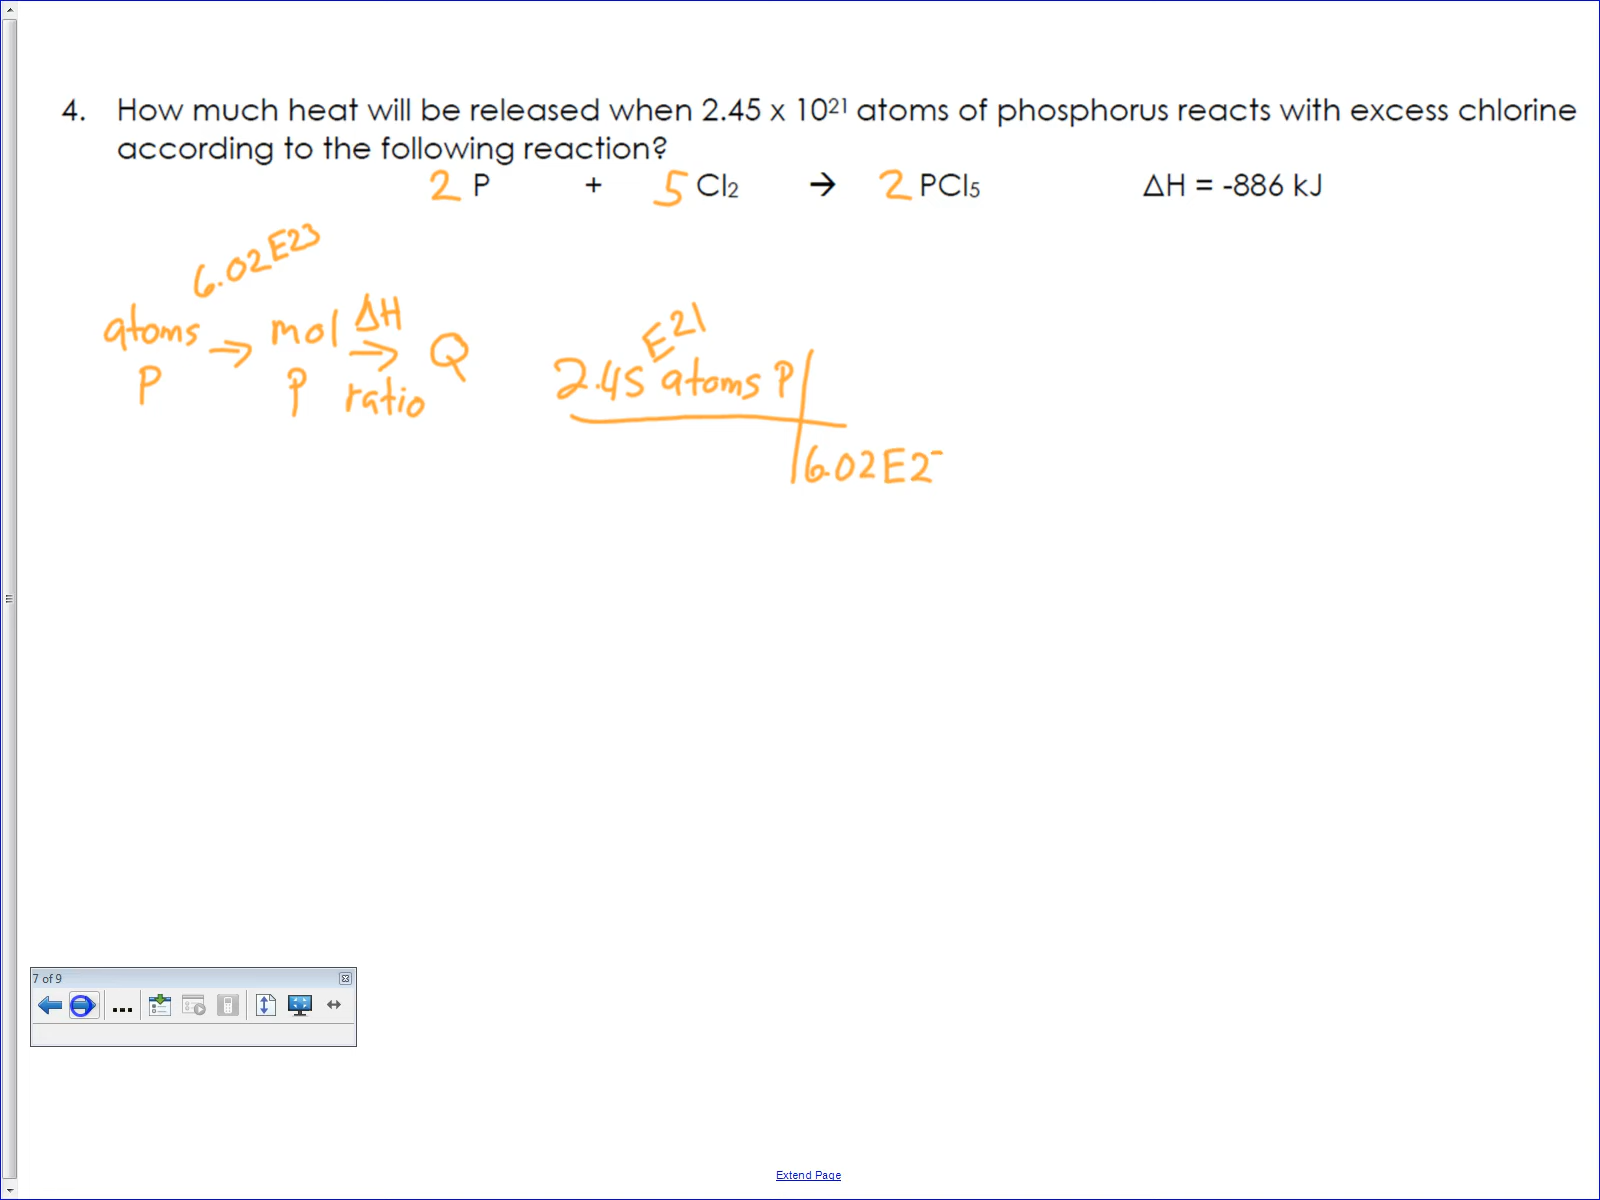 4. How much heat will be released when 2.45 x 10²¹ atoms of phosphorus reacts with excess chlorine
according to the following reaction?
2 P + 5 Cl₂ → 2 PCl₅ ΔH = -886 kJ
6.02E23
atoms P → mol P ΔH → ratio Q
2.45 E21 atoms P
6.02E2
7 of 9
Extend Page